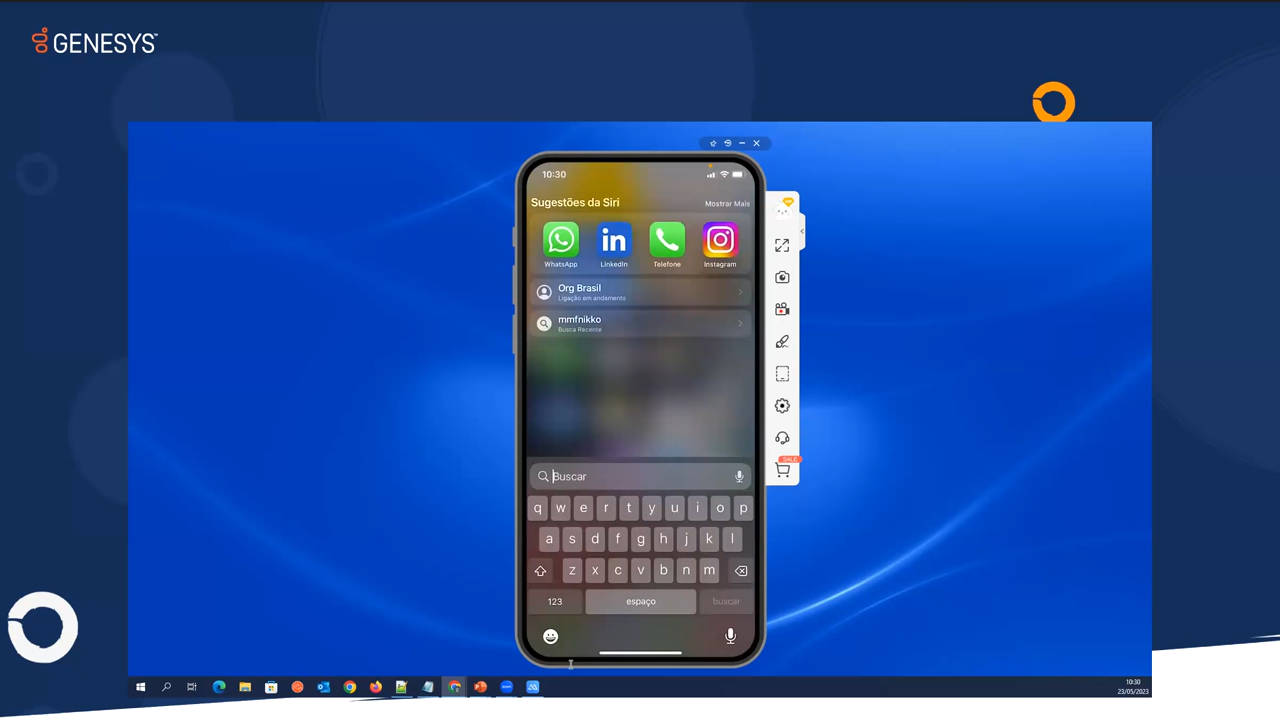 GENESYS™
10:30
Sugestões da Siri
Mostrar Mais
WhatsApp
LinkedIn
Telefone
Instagram
Org Brasil
Ligação em andamento
mmfnikko
Busca Recente
Buscar
q w e r t y u i o p
a s d f g h j k l
z x c v b n m
123
espaço
buscar
SALE
10:30
23/05/2023